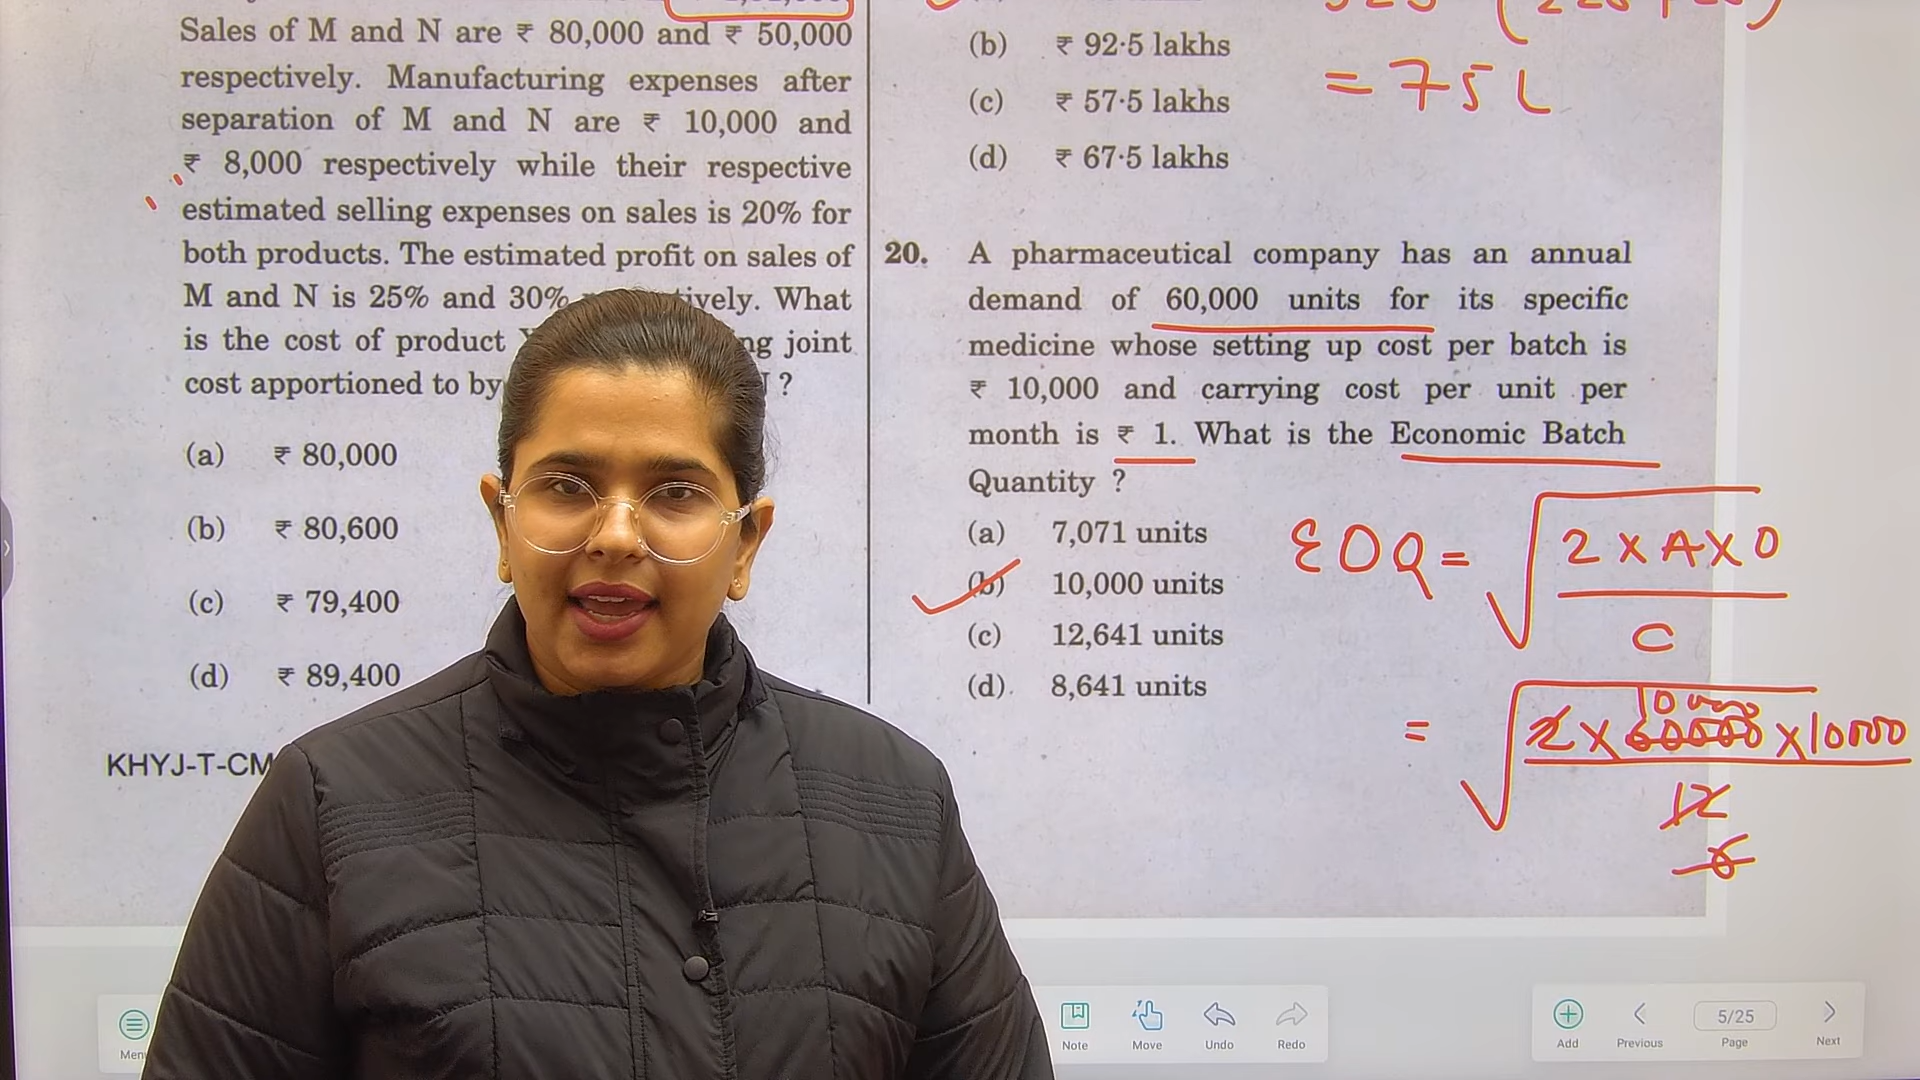 Sales of M and N are ₹ 80,000 and ₹ 50,000
respectively. Manufacturing expenses after
separation of M and N are ₹ 10,000 and
₹ 8,000 respectively while their respective
estimated selling expenses on sales is 20% for
both products. The estimated profit on sales of
M and N is 25% and 30% What
is the cost of product joint
cost apportioned to ?
(a) ₹ 80,000
(b) ₹ 80,600
(c) ₹ 79,400
(d) ₹ 89,400
KHYJ-T-CM
(b) ₹ 92·5 lakhs
(c) ₹ 57·5 lakhs
(d) ₹ 67·5 lakhs
= 75 L
20. A pharmaceutical company has an annual
demand of 60,000 units for its specific
medicine whose setting up cost per batch is
₹ 10,000 and carrying cost per unit per
month is ₹ 1. What is the Economic Batch
Quantity ?
(a) 7,071 units
(b) 10,000 units
(c) 12,641 units
(d) 8,641 units
EOQ = √ 2 x A x O
C
10000
= √ 2 x 60000 x 10000
12
6
Menu
Note
Move
Undo
Redo
Add
Previous
5/25
Page
Next